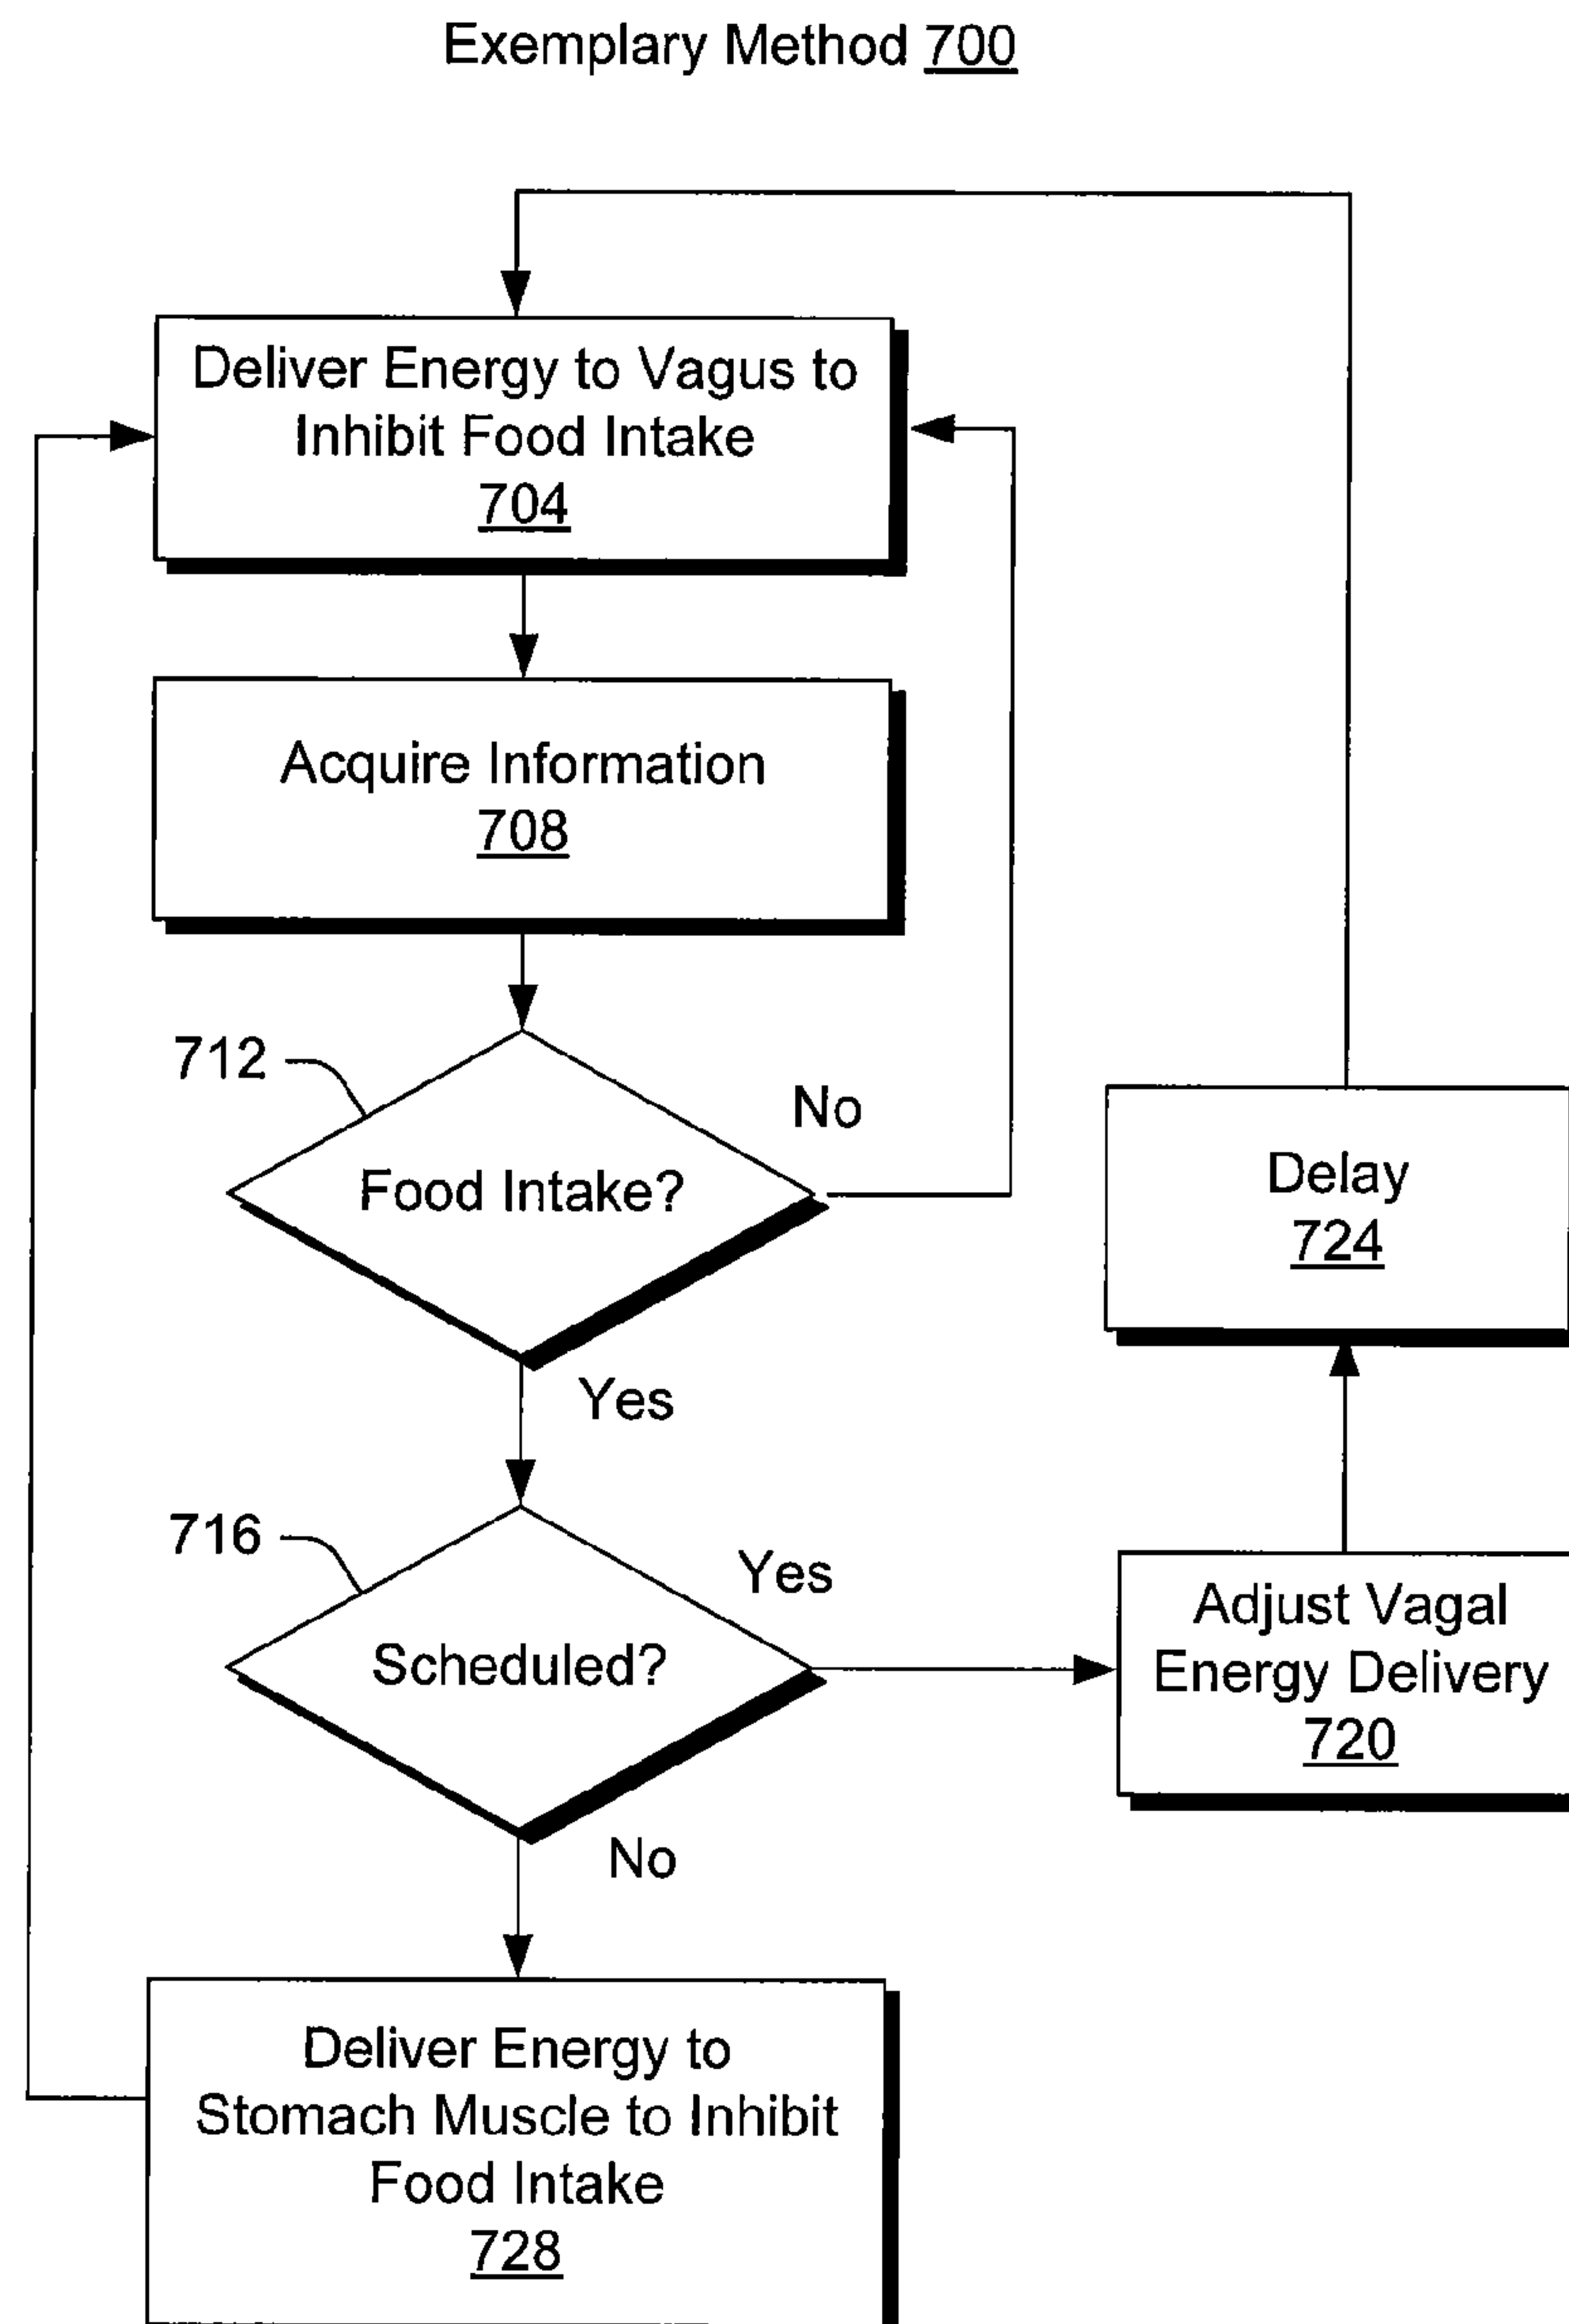 Exemplary Method 700
Deliver Energy to Vagus to
Inhibit Food Intake
704
Acquire Information
708
712
No
Food Intake?
Delay
724
Yes
716
Yes
Scheduled?
Adjust Vagal
Energy Delivery
720
No
Deliver Energy to
Stomach Muscle to Inhibit
Food Intake
728